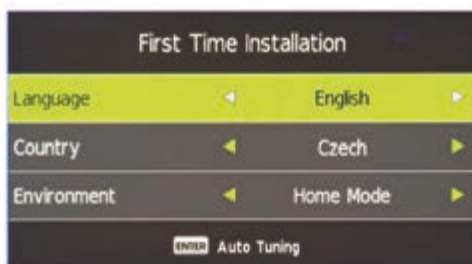 First Time Installation
Language English
Country Czech
Environment Home Mode
ENTER Auto Tuning